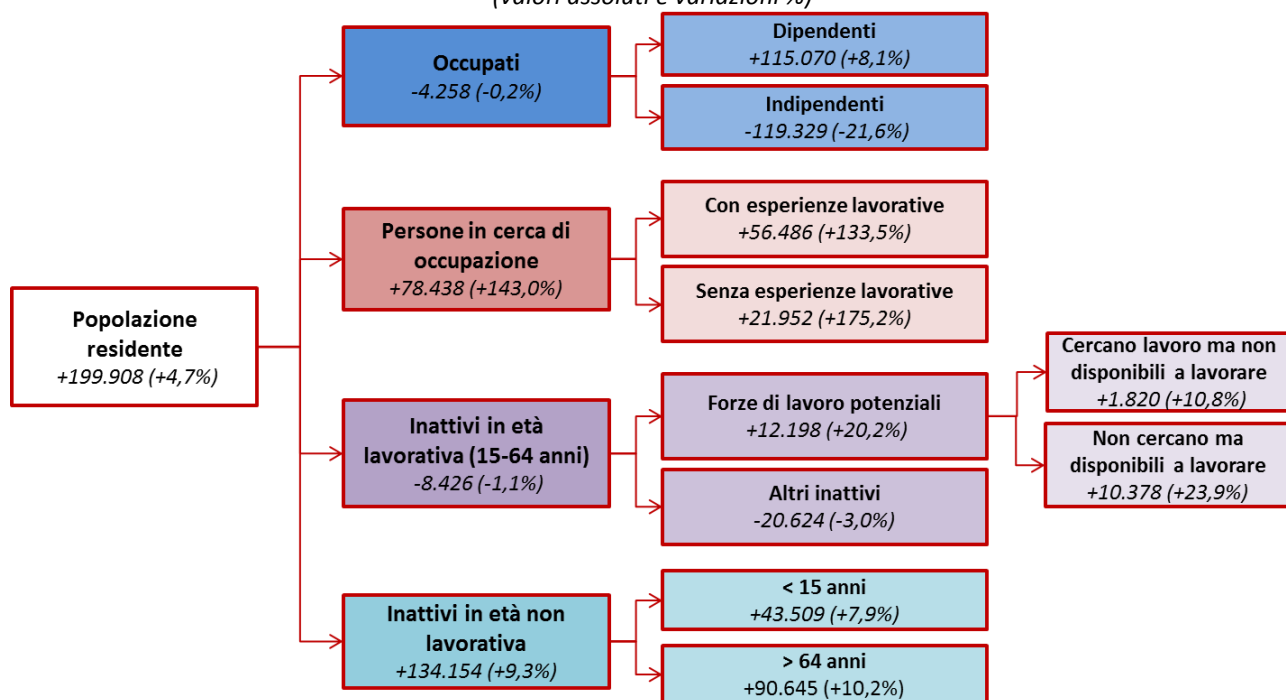 (valori assoluti e variazioni %)
Dipendenti
+115.070 (+8,1%)
Occupati
-4.258 (-0,2%)
Indipendenti
-119.329 (-21,6%)
Con esperienze lavorative
+56.486 (+133,5%)
Persone in cerca di
occupazione
+78.438 (+143,0%)
Senza esperienze lavorative
+21.952 (+175,2%)
Popolazione
residente
+199.908 (+4,7%)
Cercano lavoro ma non
disponibili a lavorare
+1.820 (+10,8%)
Forze di lavoro potenziali
+12.198 (+20,2%)
Inattivi in età
lavorativa (15-64 anni)
-8.426 (-1,1%)
Non cercano ma
disponibili a lavorare
+10.378 (+23,9%)
Altri inattivi
-20.624 (-3,0%)
< 15 anni
+43.509 (+7,9%)
Inattivi in età non
lavorativa
+134.154 (+9,3%)
> 64 anni
+90.645 (+10,2%)